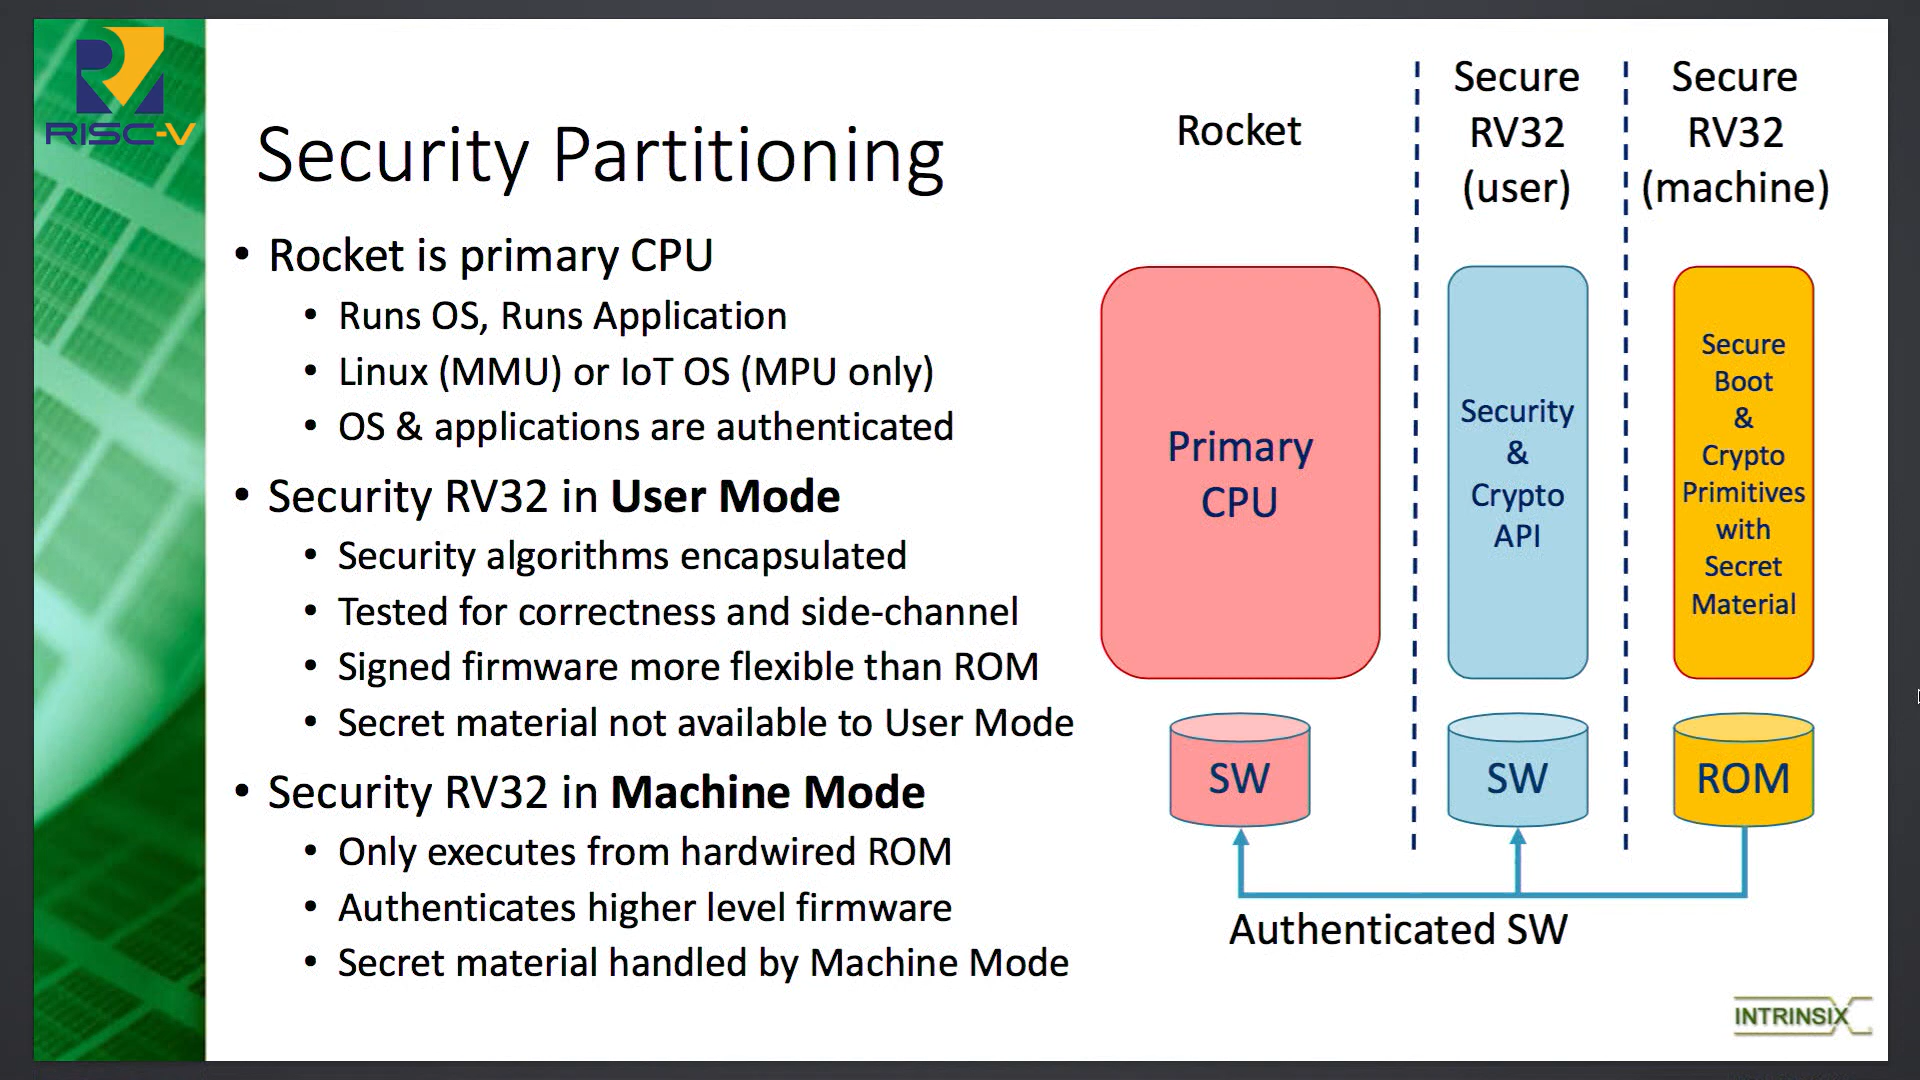 RISC-V
Security Partitioning
• Rocket is primary CPU
• Runs OS, Runs Application
• Linux (MMU) or IoT OS (MPU only)
• OS & applications are authenticated
• Security RV32 in User Mode
• Security algorithms encapsulated
• Tested for correctness and side-channel
• Signed firmware more flexible than ROM
• Secret material not available to User Mode
• Security RV32 in Machine Mode
• Only executes from hardwired ROM
• Authenticates higher level firmware
• Secret material handled by Machine Mode
Rocket
Secure
RV32
(user)
Secure
RV32
(machine)
Primary
CPU
Security
&
Crypto
API
Secure
Boot
&
Crypto
Primitives
with
Secret
Material
SW
SW
ROM
Authenticated SW
INTRINSIX